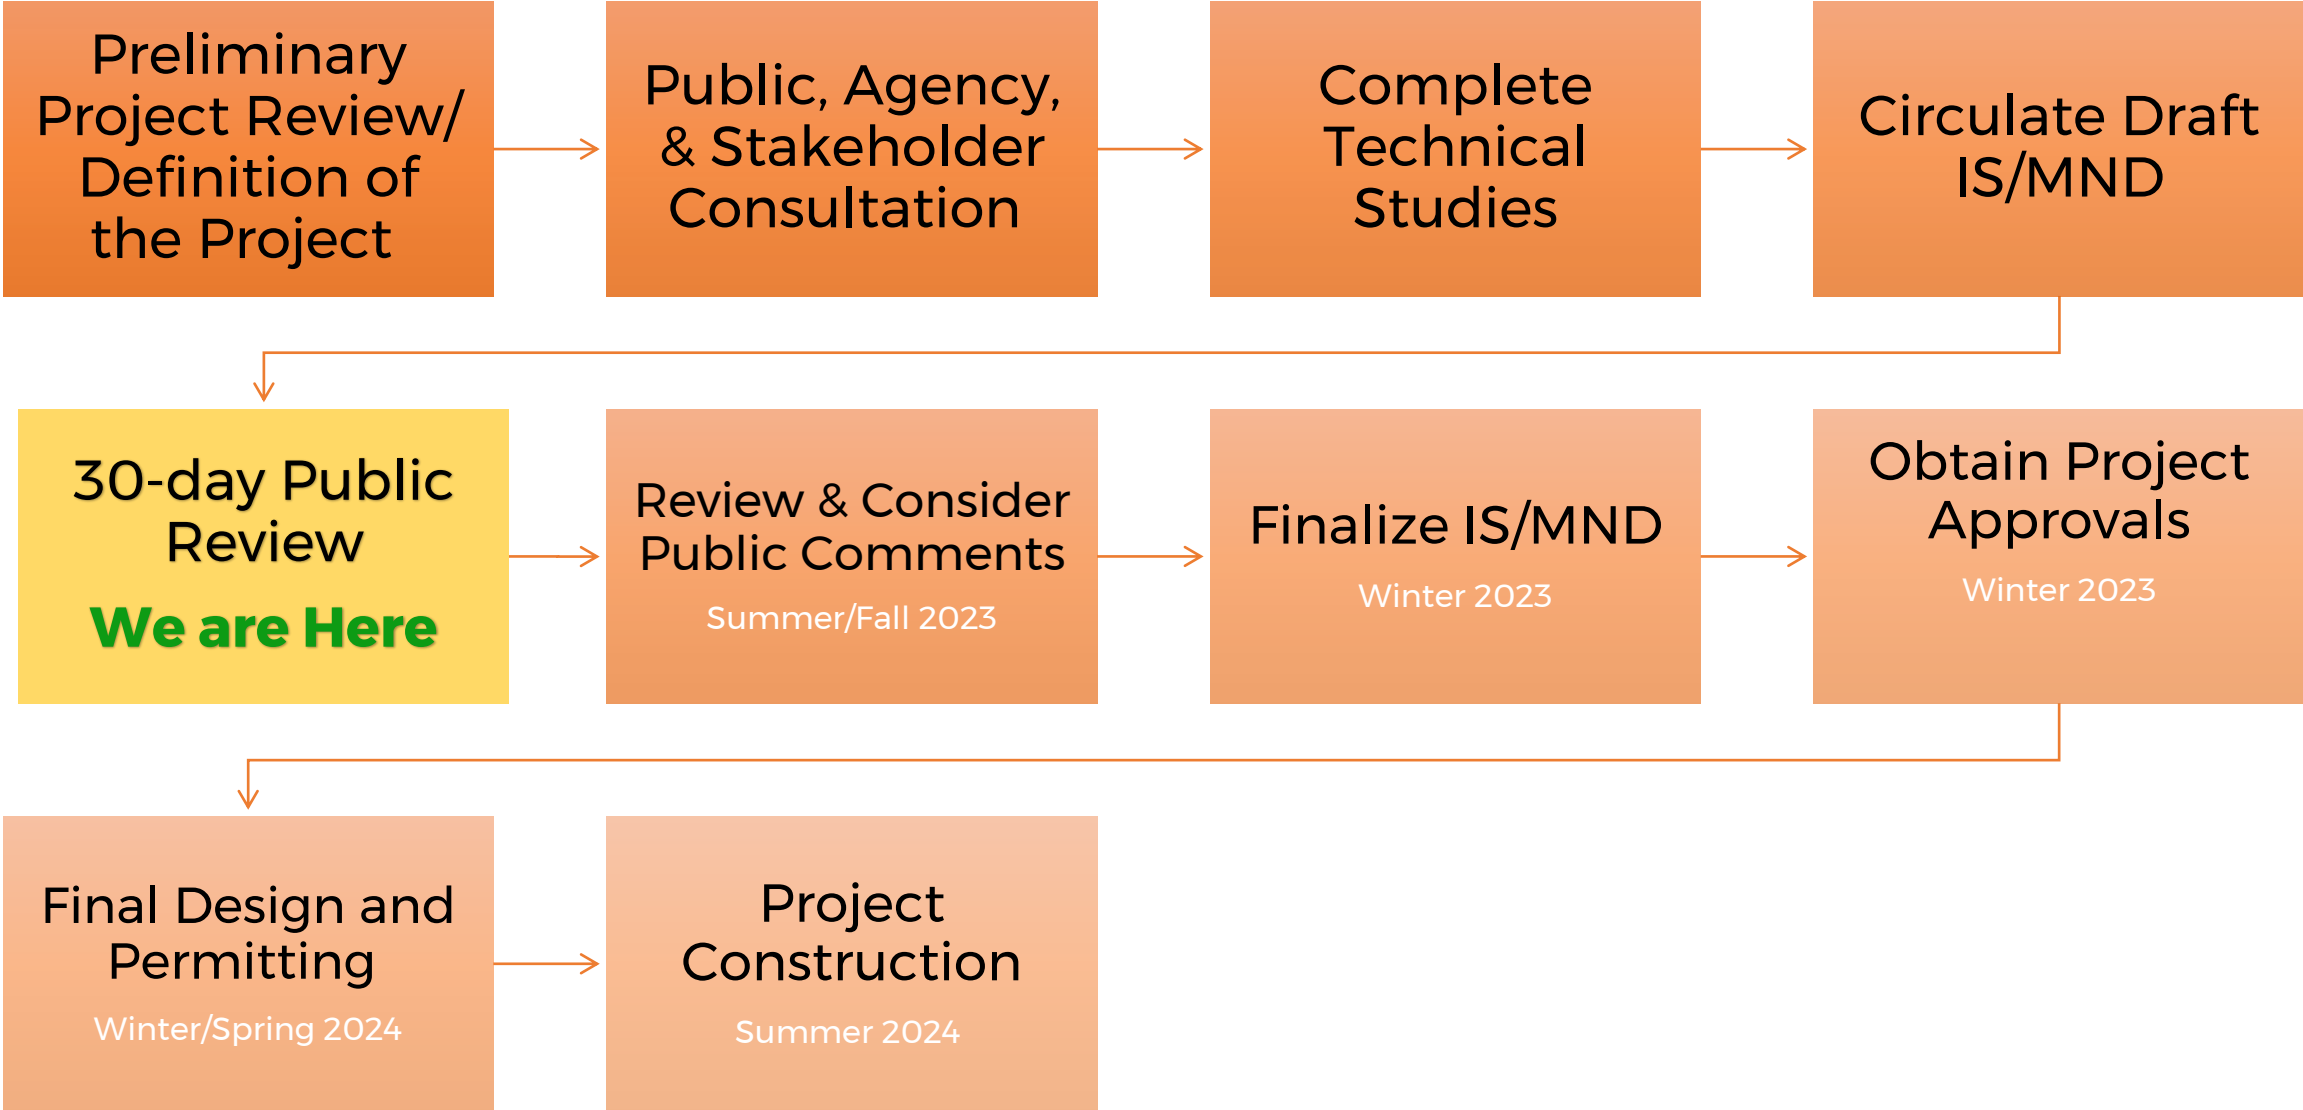 Preliminary
Project Review/
Definition of
the Project
Public, Agency,
& Stakeholder
Consultation
Complete
Technical
Studies
Circulate Draft
IS/MND
30-day Public
Review
We are Here
Review & Consider
Public Comments
Summer/Fall 2023
Finalize IS/MND
Winter 2023
Obtain Project
Approvals
Winter 2023
Final Design and
Permitting
Winter/Spring 2024
Project
Construction
Summer 2024